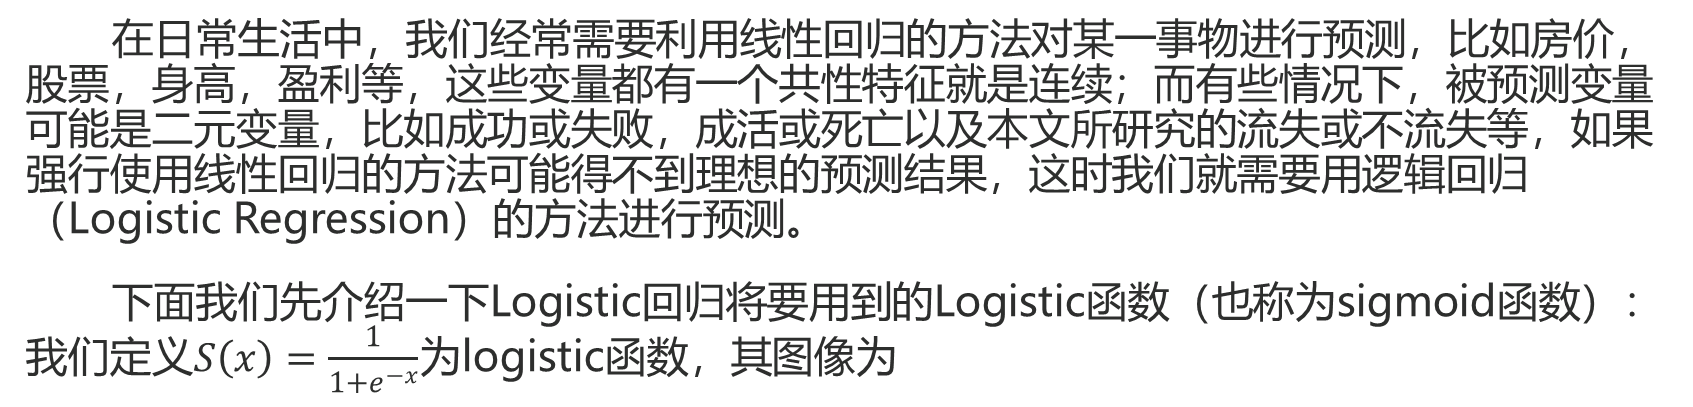 在日常生活中，我们经常需要利用线性回归的方法对某一事物进行预测，比如房价，
股票，身高，盈利等，这些变量都有一个共性特征就是连续；而有些情况下，被预测变量
可能是二元变量，比如成功或失败，成活或死亡以及本文所研究的流失或不流失等，如果
强行使用线性回归的方法可能得不到理想的预测结果，这时我们就需要用逻辑回归
（Logistic Regression）的方法进行预测。
下面我们先介绍一下Logistic回归将要用到的Logistic函数（也称为sigmoid函数）:
我们定义$S(x) = \frac{1}{1+e^{-x}}$为logistic函数，其图像为